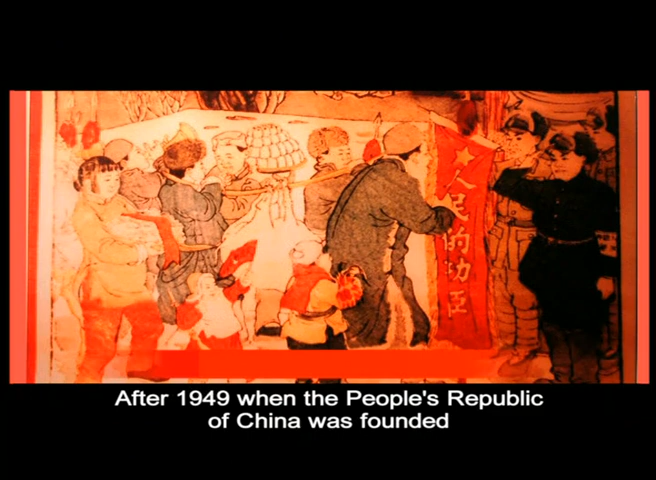 人民的功臣
After 1949 when the People's Republic
of China was founded